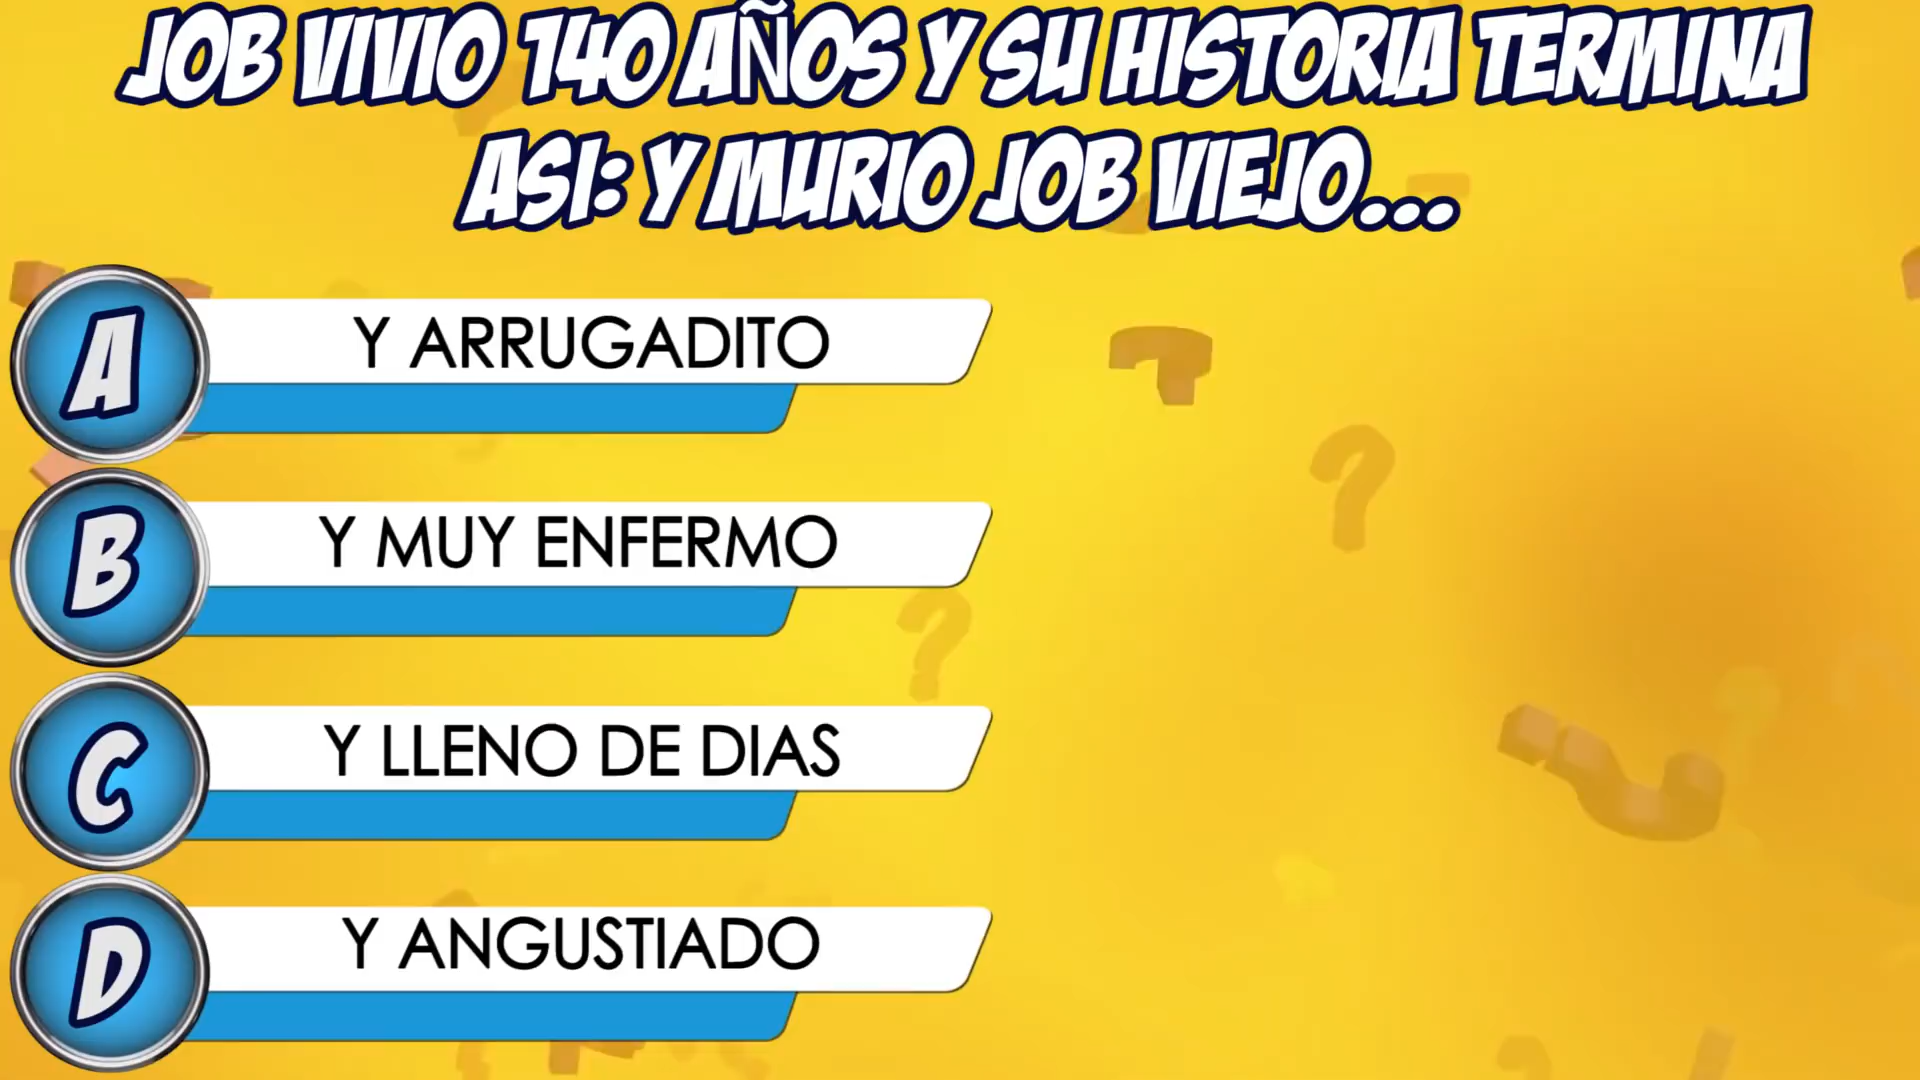 JOB VIVIO 140 AÑOS Y SU HISTORIA TERMINA
ASI: Y MURIO JOB VIEJO...
A
Y ARRUGADITO
B
Y MUY ENFERMO
C
Y LLENO DE DIAS
D
Y ANGUSTIADO